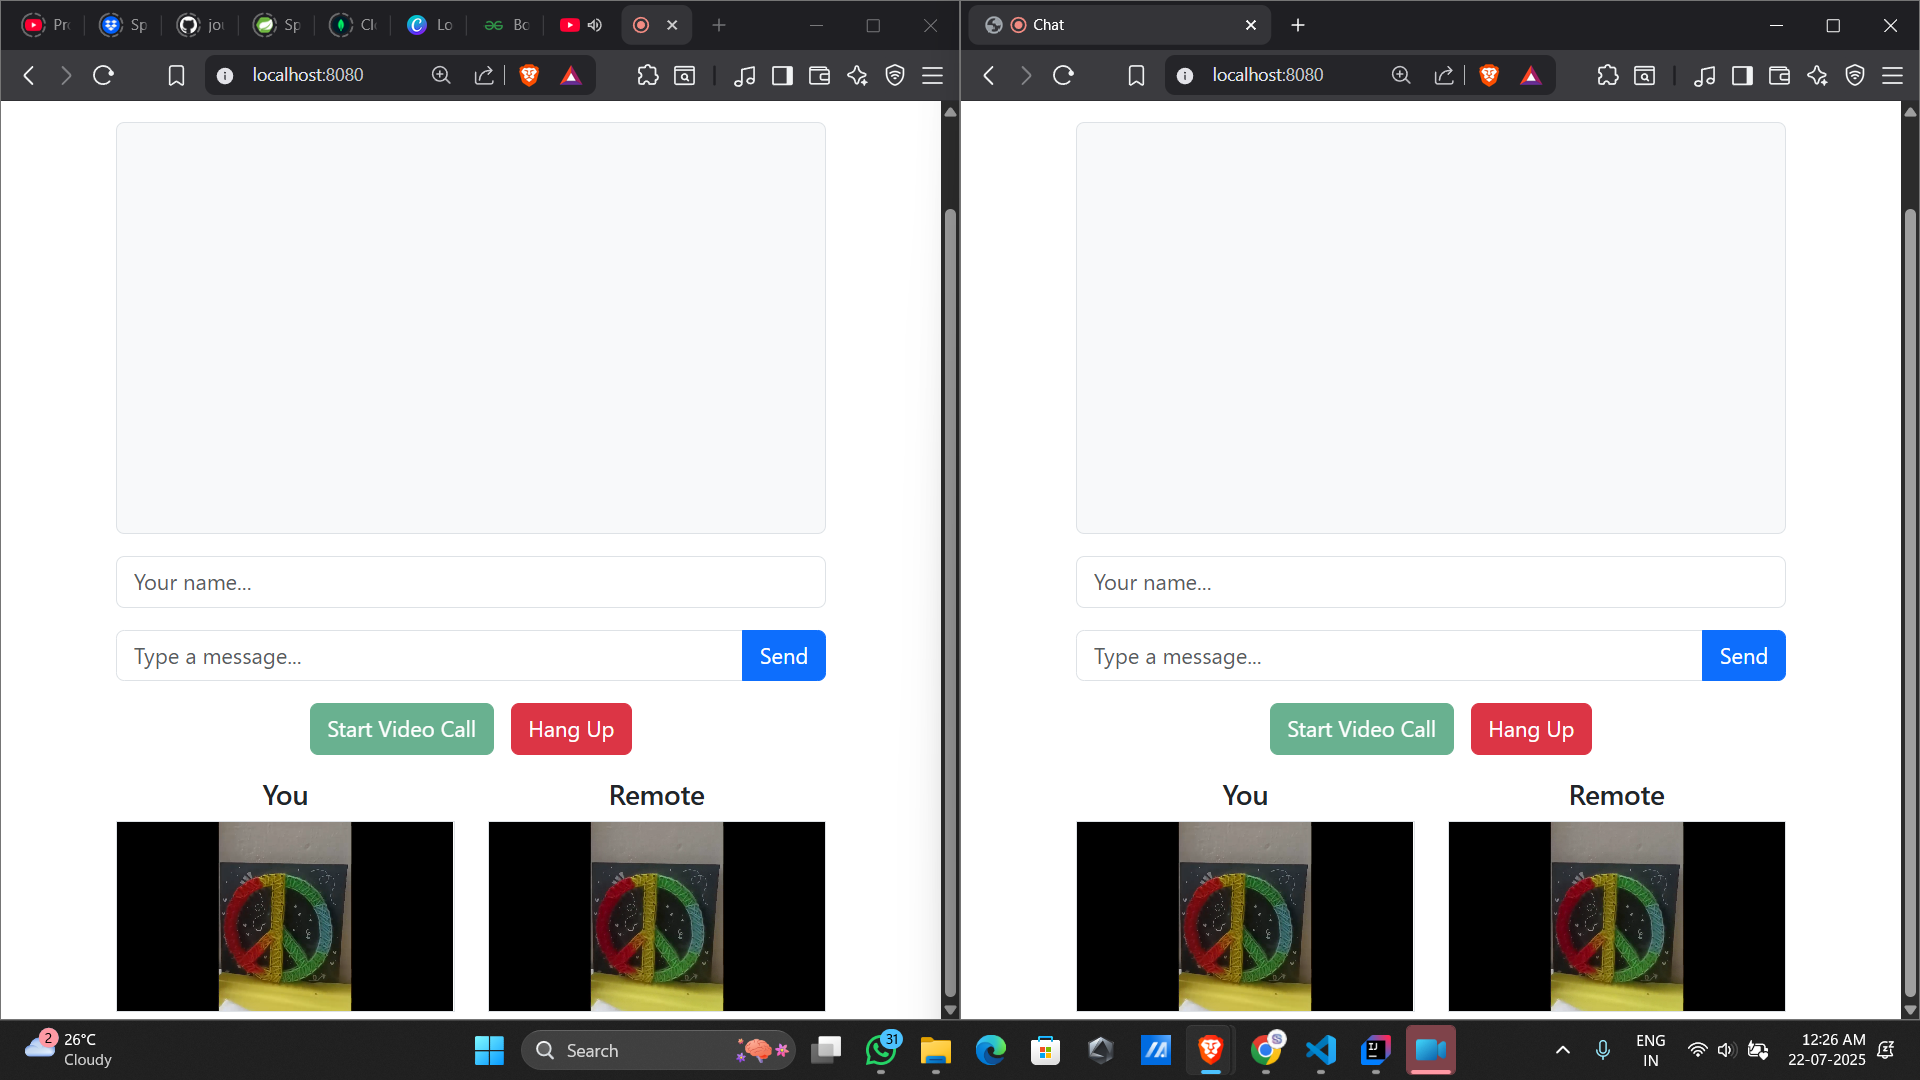 Pr
Sp
jo
Sp
Cl
Lo
Bo
localhost:8080
Your name...
Type a message...
Send
Start Video Call
Hang Up
You
Remote
Chat
localhost:8080
Your name...
Type a message...
Send
Start Video Call
Hang Up
You
Remote
2
26°C
Cloudy
Search
31
S
IJ
ENG
IN
12:26 AM
22-07-2025